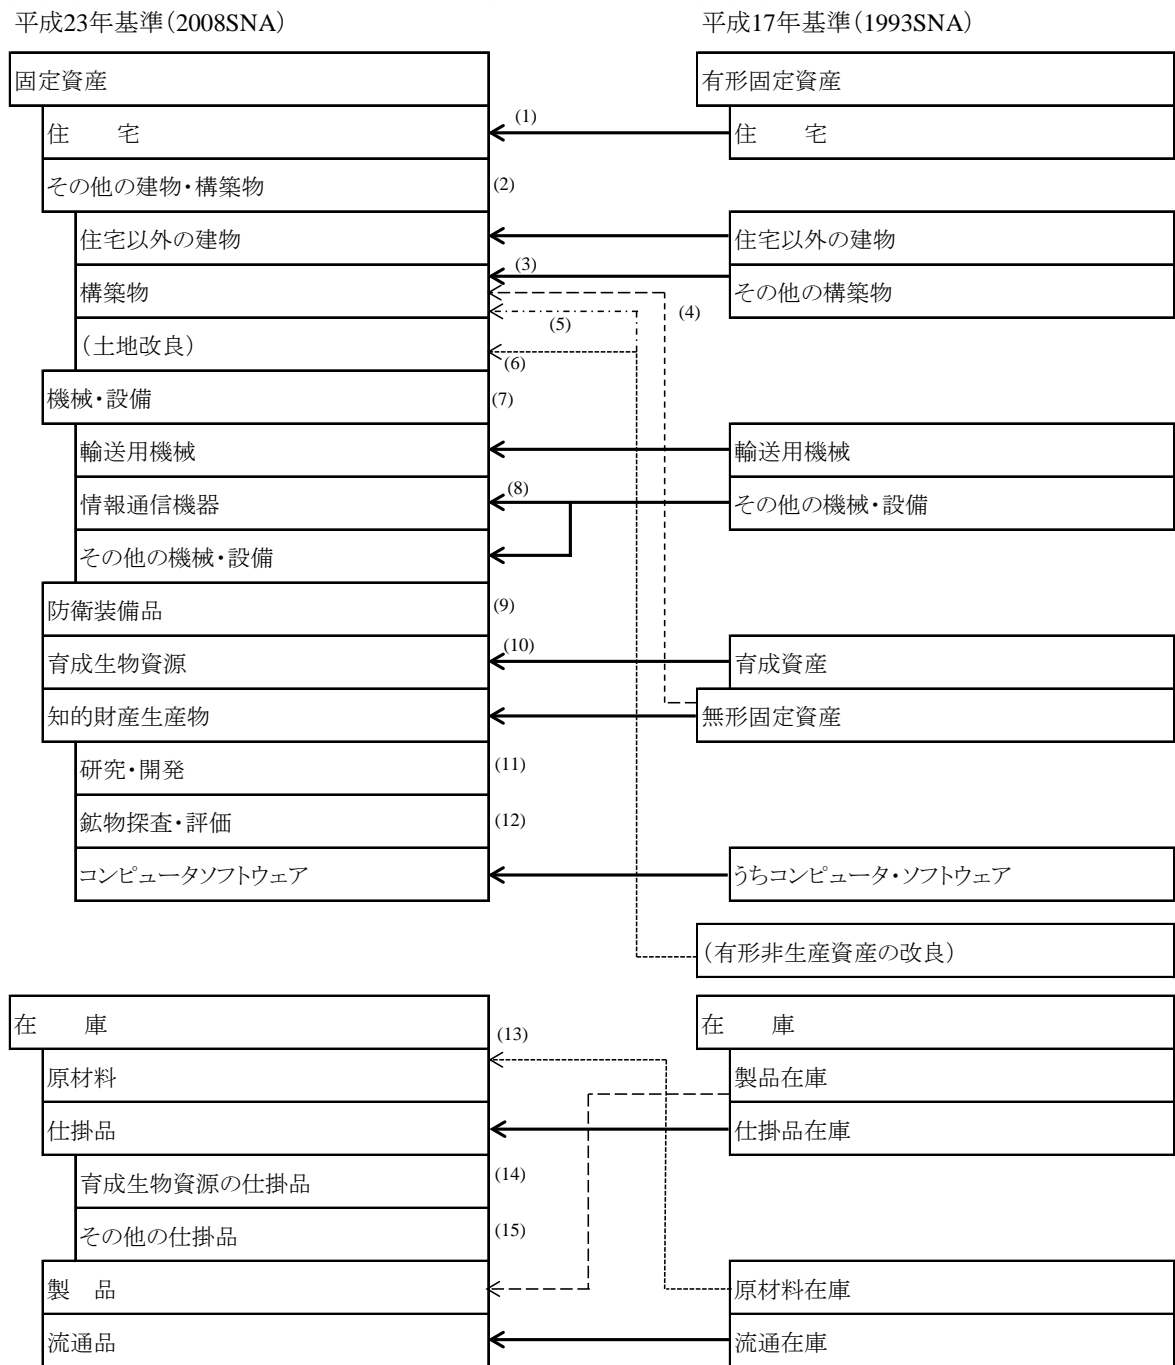 平成23年基準（2008SNA）
平成17年基準（1993SNA）
固定資産
有形固定資産
住　　宅
(1)
住　　宅
その他の建物・構築物
(2)
住宅以外の建物
住宅以外の建物
構築物
(3)
その他の構築物
(4)
(5)
（土地改良）
(6)
機械・設備
(7)
輸送用機械
輸送用機械
情報通信機器
(8)
その他の機械・設備
その他の機械・設備
防衛装備品
(9)
育成生物資源
(10)
育成資産
知的財産生産物
無形固定資産
研究・開発
(11)
鉱物探査・評価
(12)
コンピュータソフトウェア
うちコンピュータ・ソフトウェア
（有形非生産資産の改良）
在　　庫
(13)
在　　庫
原材料
製品在庫
仕掛品
仕掛品在庫
育成生物資源の仕掛品
(14)
その他の仕掛品
(15)
製　品
原材料在庫
流通品
流通在庫